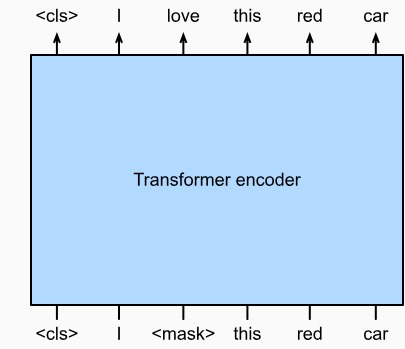 <cls> I love this red car
Transformer encoder
<cls> I <mask> this red car